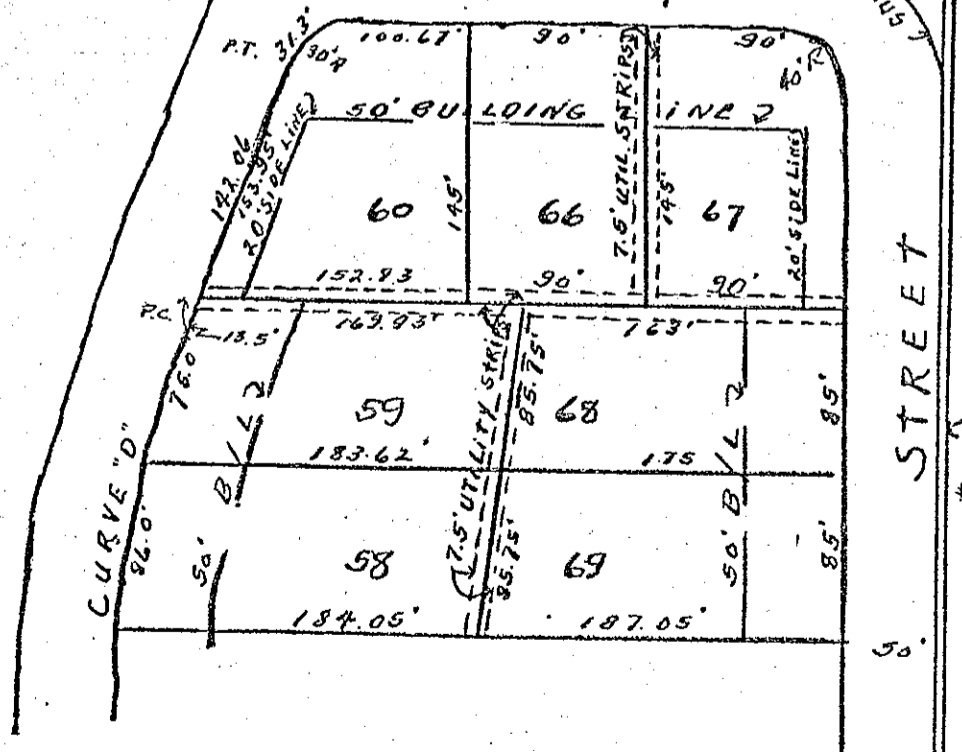 P.T. 31.3'
30'R
100.67'
90'
90'
40'R
50' BUILDING LINE
142.06
153.95'
20' SIDE LINE
60
145'
66
7.5' UTIL. STRIPS
145'
67
20' SIDE LINE
152.93
90'
90'
P.C.
13.5'
169.93'
163'
76.0
59
7.5' UTILITY STRIPS
85.75'
68
85'
183.62'
175
B/L
50'
CURVE "D"
86.0'
58
85.75'
69
50' B/L
85'
184.05'
187.05'
STREET
50'